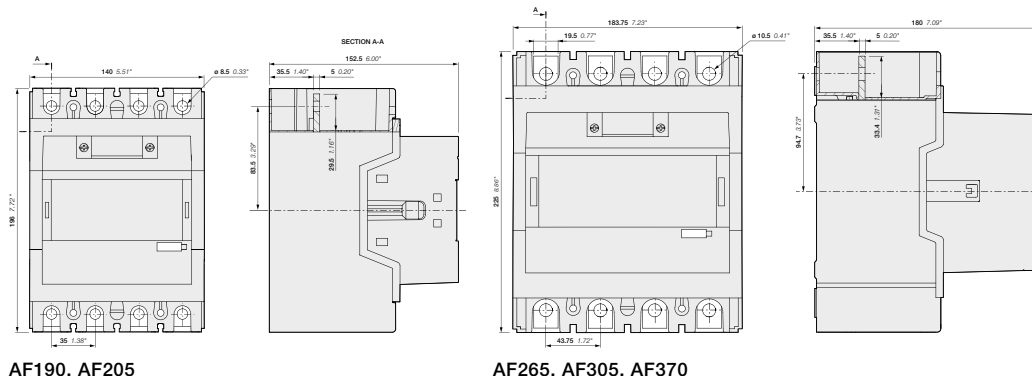 A
140 5.51"
ø 8.5 0.33"
196 7.72"
35 1.38"
SECTION A-A
152.5 6.00"
35.5 1.40"
5 0.20"
83.5 3.29"
29.5 1.16"
AF190, AF205
A
183.75 7.23"
19.5 0.77"
ø 10.5 0.41"
225 8.86"
43.75 1.72"
180 7.09"
35.5 1.40"
5 0.20"
94.7 3.73"
33.4 1.31"
AF265, AF305, AF370